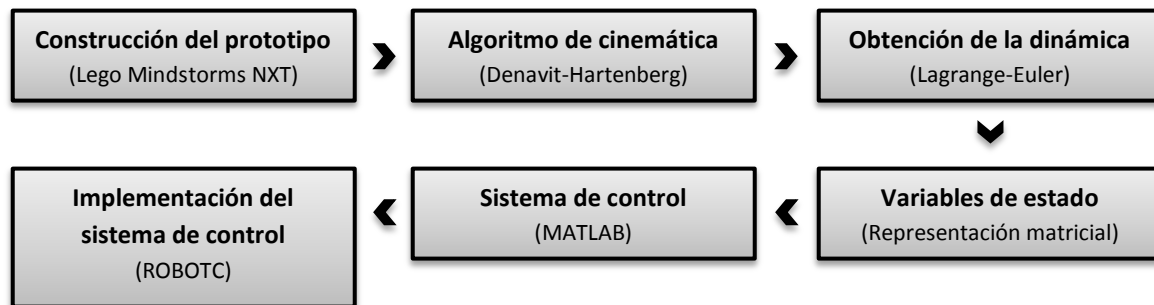 Construcción del prototipo
(Lego Mindstorms NXT)
Algoritmo de cinemática
(Denavit-Hartenberg)
Obtención de la dinámica
(Lagrange-Euler)
Variables de estado
(Representación matricial)
Sistema de control
(MATLAB)
Implementación del
sistema de control
(ROBOTC)